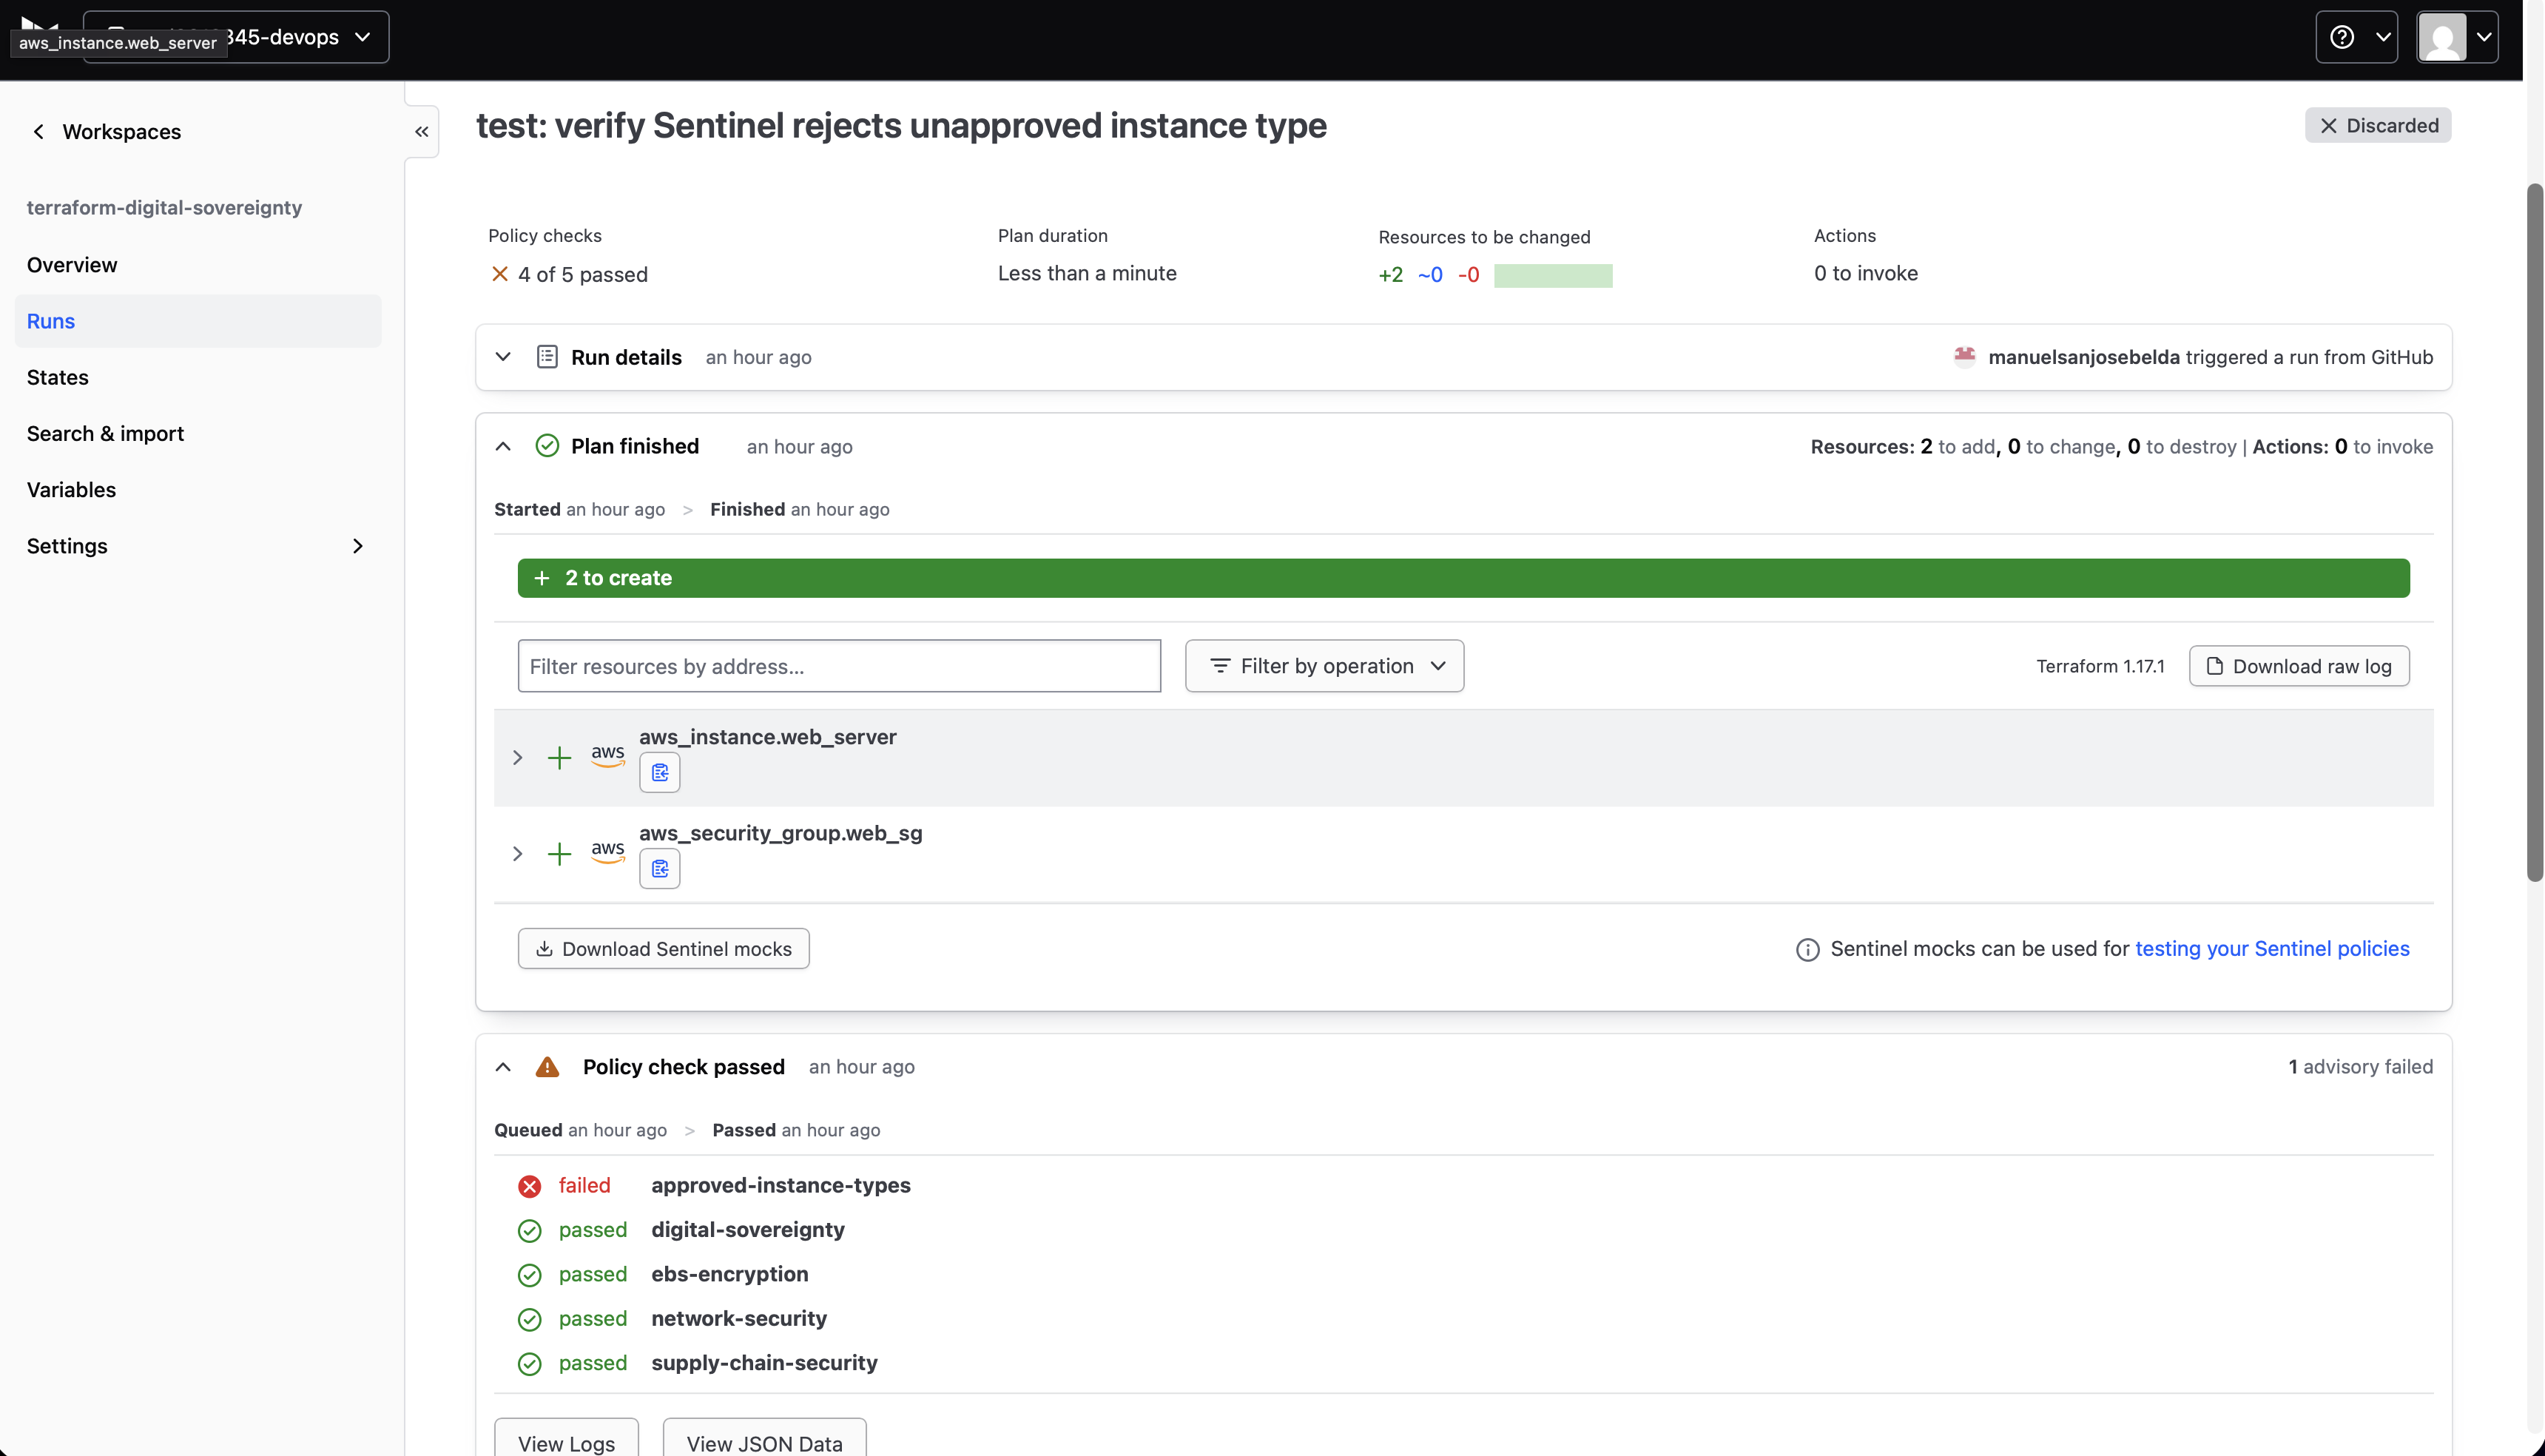 aws_instance.web_server
345-devops
Workspaces
terraform-digital-sovereignty
Overview
Runs
States
Search & import
Variables
Settings
test: verify Sentinel rejects unapproved instance type
Discarded
Policy checks
4 of 5 passed
Plan duration
Less than a minute
Resources to be changed
+2 ~0 -0
Actions
0 to invoke
Run details an hour ago
manuelsanjosebelda triggered a run from GitHub
Plan finished an hour ago
Resources: 2 to add, 0 to change, 0 to destroy | Actions: 0 to invoke
Started an hour ago > Finished an hour ago
+ 2 to create
Filter resources by address...
Filter by operation
Terraform 1.17.1
Download raw log
aws aws_instance.web_server
aws aws_security_group.web_sg
Download Sentinel mocks
Sentinel mocks can be used for testing your Sentinel policies
Policy check passed an hour ago
1 advisory failed
Queued an hour ago > Passed an hour ago
failed approved-instance-types
passed digital-sovereignty
passed ebs-encryption
passed network-security
passed supply-chain-security
View Logs
View JSON Data